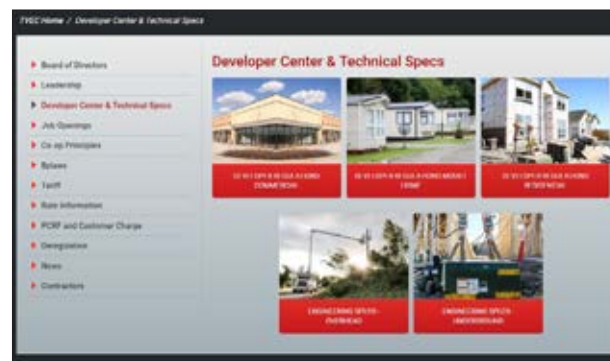 TVEC Home / Developer Center & Technical Specs
Board of Directors
Leadership
Developer Center & Technical Specs
Job Openings
Co-op Principles
Bylaws
Tariff
Rate Information
PCRF and Customer Charge
Deregulation
News
Contractors
Developer Center & Technical Specs
ENGINEERING SPECS -
OVERHEAD
ENGINEERING SPECS -
UNDERGROUND